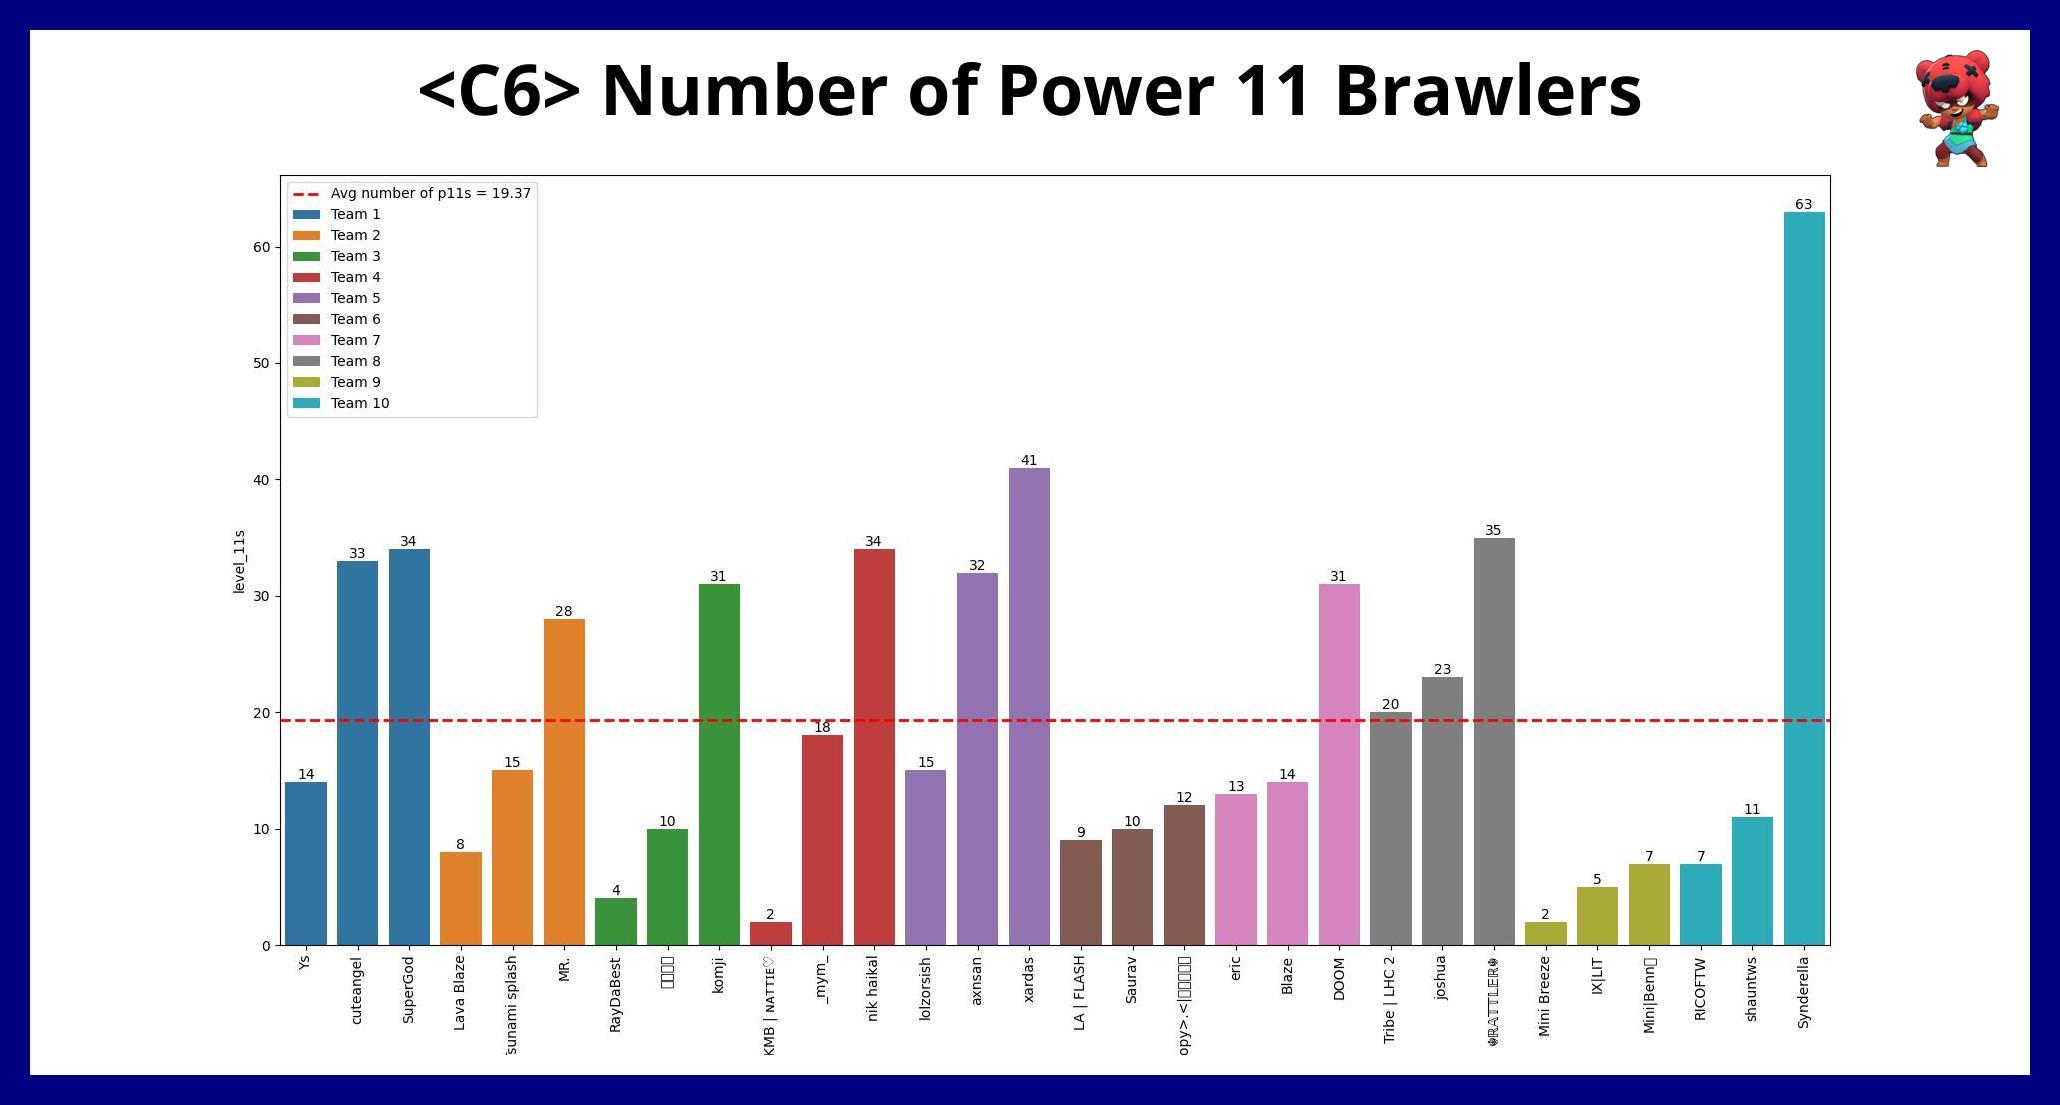 <C6> Number of Power 11 Brawlers
Avg number of p11s = 19.37
Team 1
Team 2
Team 3
Team 4
Team 5
Team 6
Team 7
Team 8
Team 9
Team 10
level_11s
60
50
40
30
20
10
0
14
33
34
8
15
28
4
10
31
2
18
34
15
32
41
9
10
12
13
14
31
20
23
35
2
5
7
7
11
63
Ys
cuteangel
SuperGod
Lava Blaze
sunami splash
MR.
RayDaBest
komji
KMB | ɴᴀᴛᴛɪᴇ♡
_mym_
nik haikal
lolzorsish
axnsan
xardas
LA | FLASH
Saurav
opy>.<|
eric
Blaze
DOOM
Tribe | LHC 2
joshua
ℝ𝔸𝕋𝕋𝕃𝔼ℝ
Mini Breeze
IX|LIT
Mini|Benn
RICOFTW
shauntws
Synderella